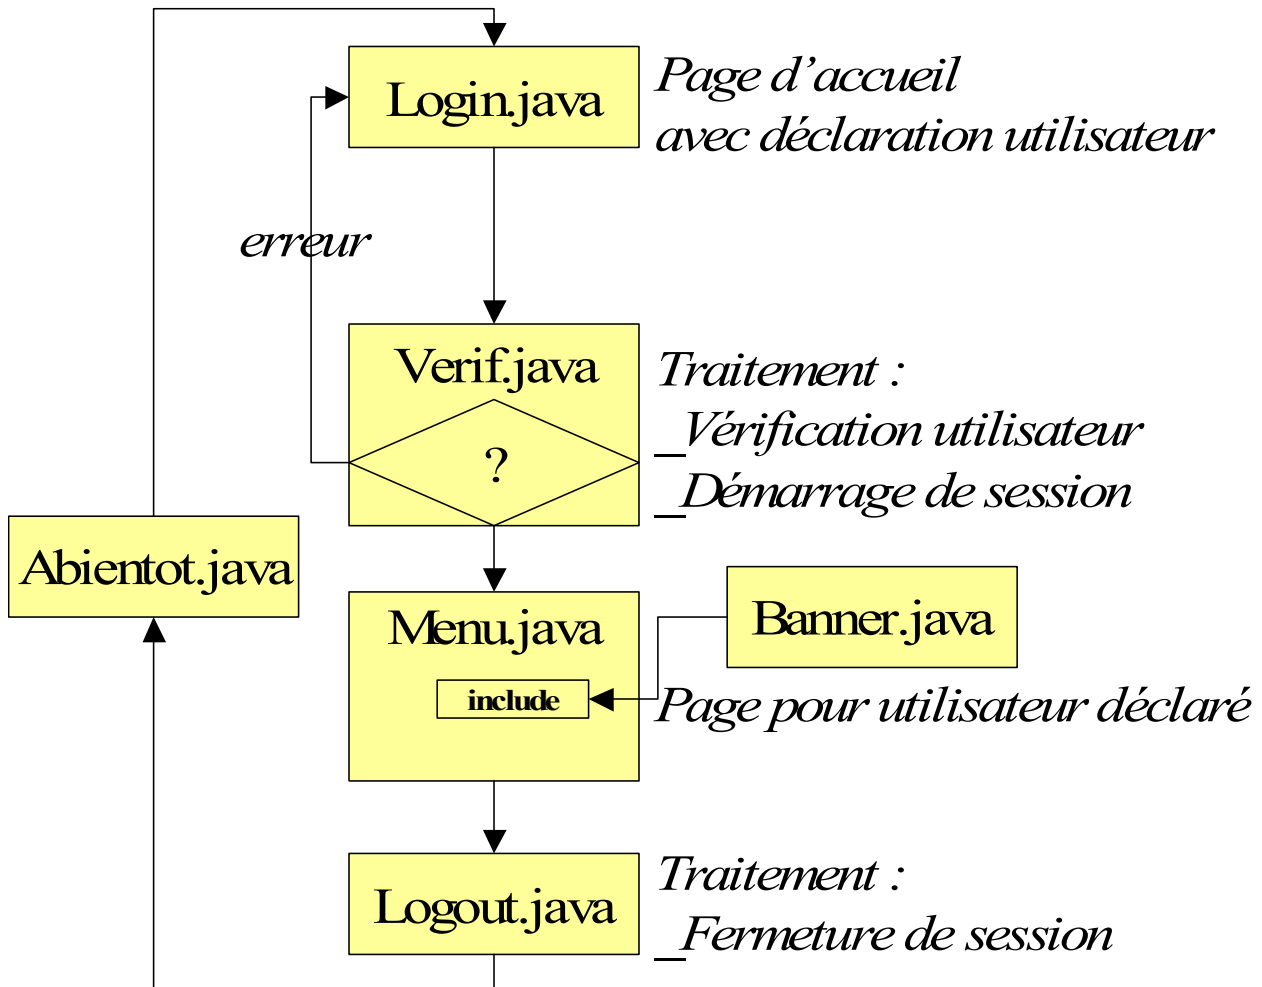 Login.java
Page d’accueil
avec déclaration utilisateur
erreur
Verif.java
?
Traitement :
_Vérification utilisateur
_Démarrage de session
Abientot.java
Menu.java
include
Banner.java
Page pour utilisateur déclaré
Logout.java
Traitement :
_Fermeture de session